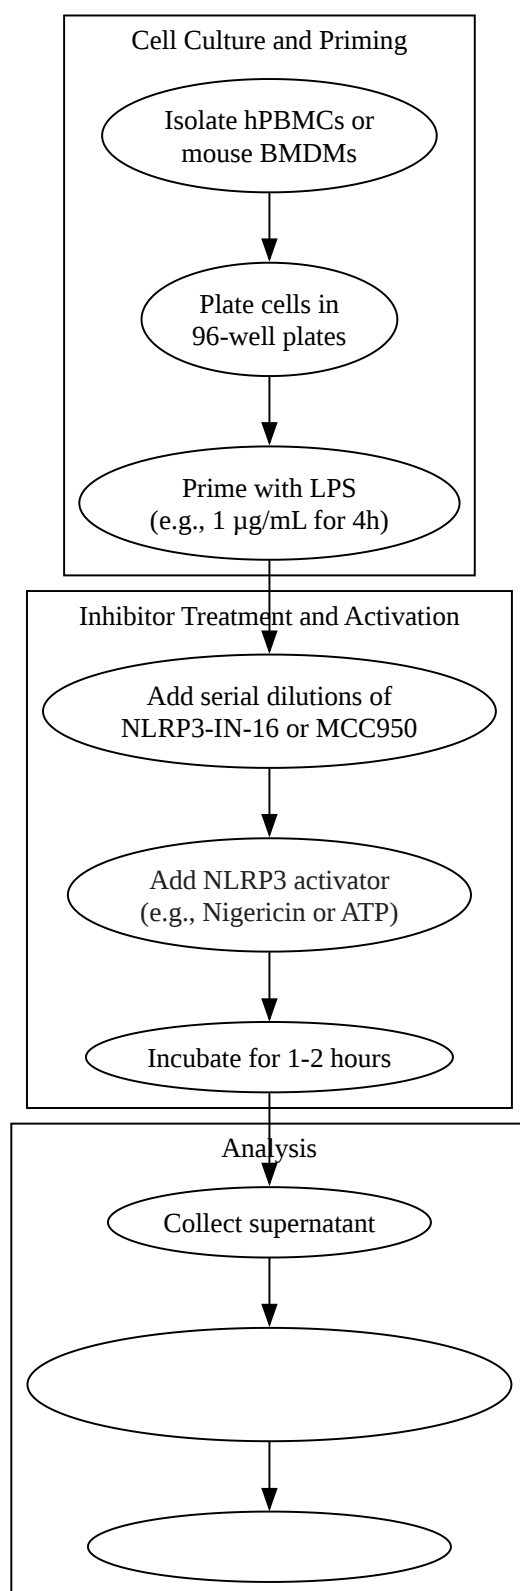 Cell Culture and Priming
Isolate hPBMCs or
mouse BMDMs
Plate cells in
96-well plates
Prime with LPS
(e.g., 1 µg/mL for 4h)
Inhibitor Treatment and Activation
Add serial dilutions of
NLRP3-IN-16 or MCC950
Add NLRP3 activator
(e.g., Nigericin or ATP)
Incubate for 1-2 hours
Analysis
Collect supernatant